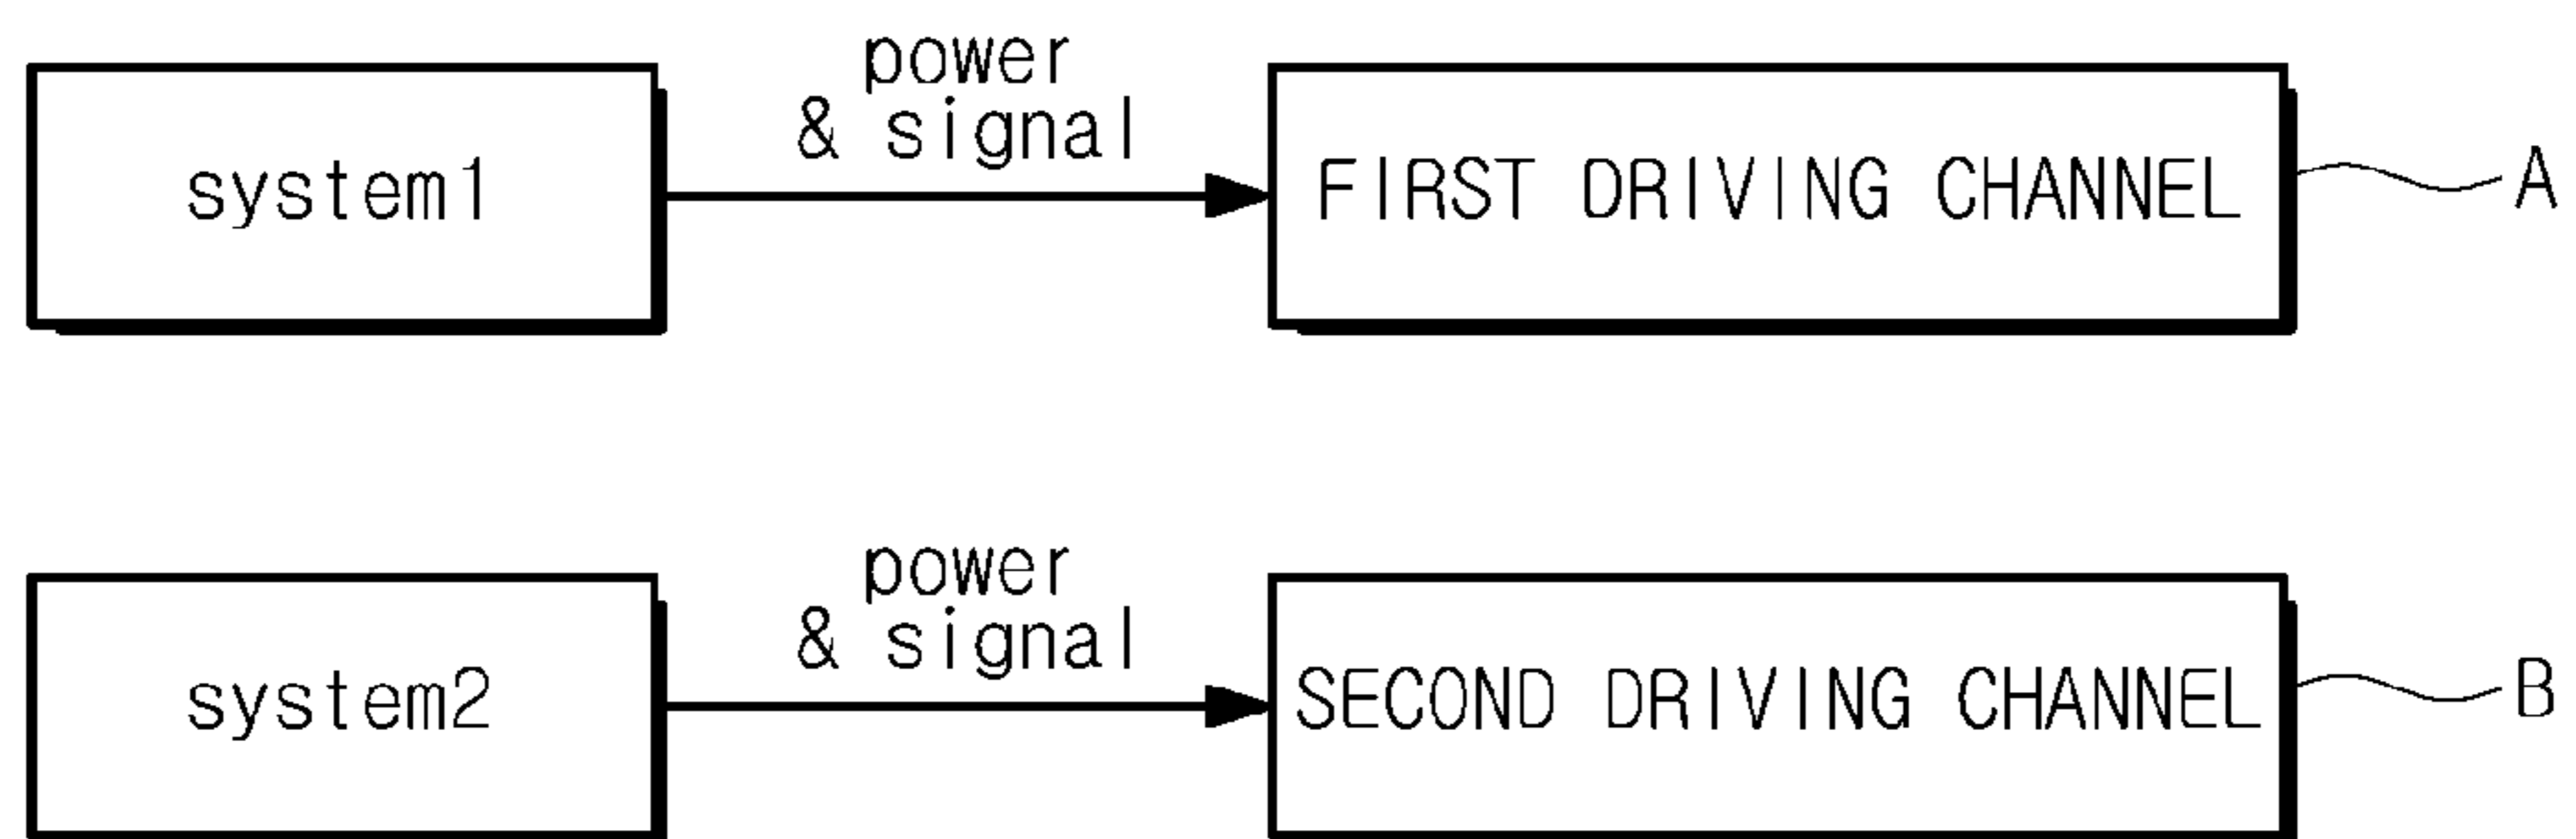 power
& signal
system1
FIRST DRIVING CHANNEL
A
power
& signal
system2
SECOND DRIVING CHANNEL
B